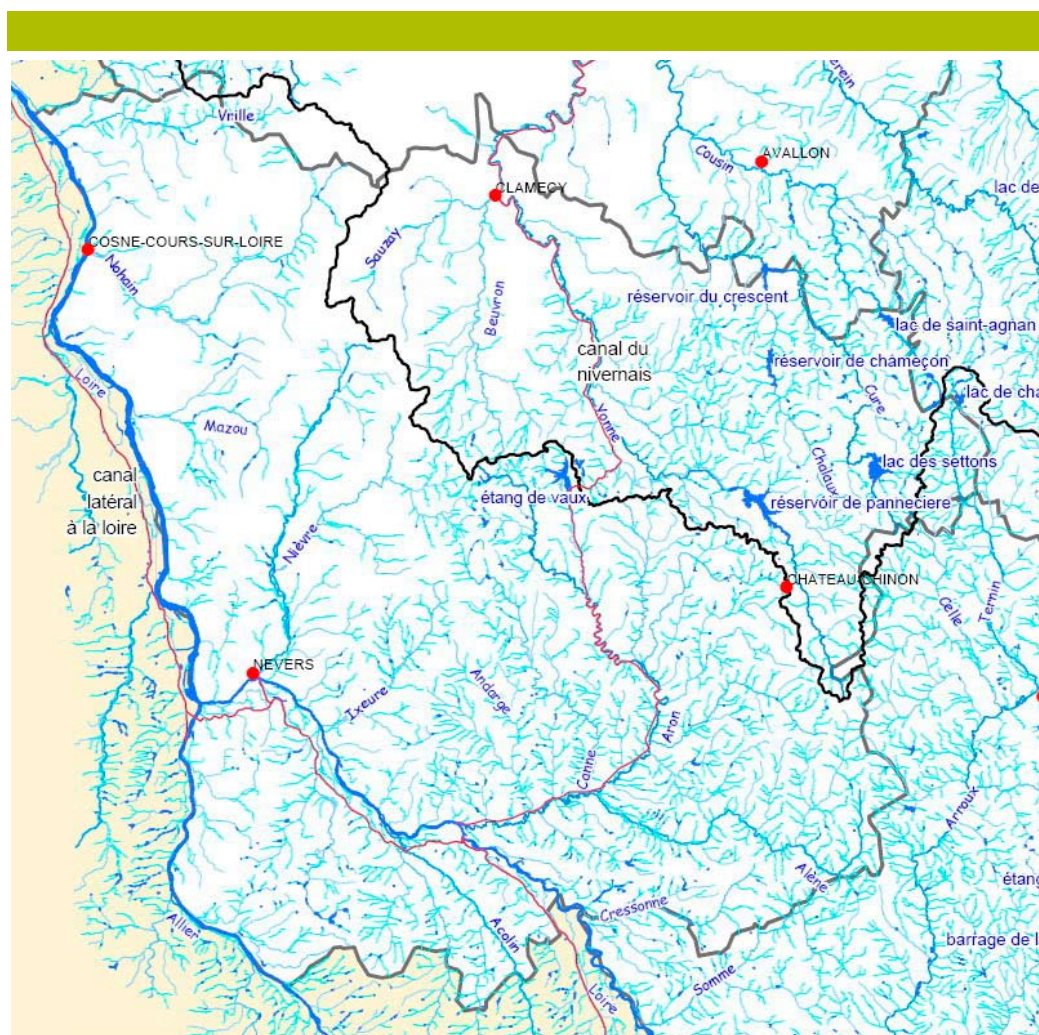 Vrille
erein
Cousin
AVALLON
lac de
CLAMECY
Sauzay
COSNE-COURS-SUR-LOIRE
Nohain
Beuvron
réservoir du crescent
lac de saint-agnan
canal du
nivernais
réservoir de chameçon
Loire
Yonne
Cure
lac de cha
Mazou
Chalaux
lac des settons
canal
latéral
à la loire
étang de vaux
réservoir de panneciere
Nièvre
CHATEAU-CHINON
Celle
Ternin
NEVERS
Ixeure
Andarge
Aron
Canne
Arroux
Alène
étang
Cressonne
Allier
Acolin
barrage de l
Somme
Loire